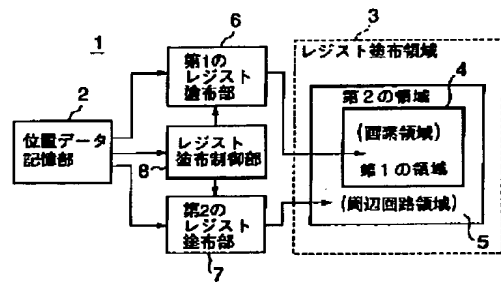 1
2
位置データ
記憶部
6
第1の
レジスト
塗布部
レジスト
塗布制御部
8
第2の
レジスト
塗布部
7
3
レジスト塗布領域
4
第2の領域
(画素領域)
第1の領域
(周辺回路領域)
5